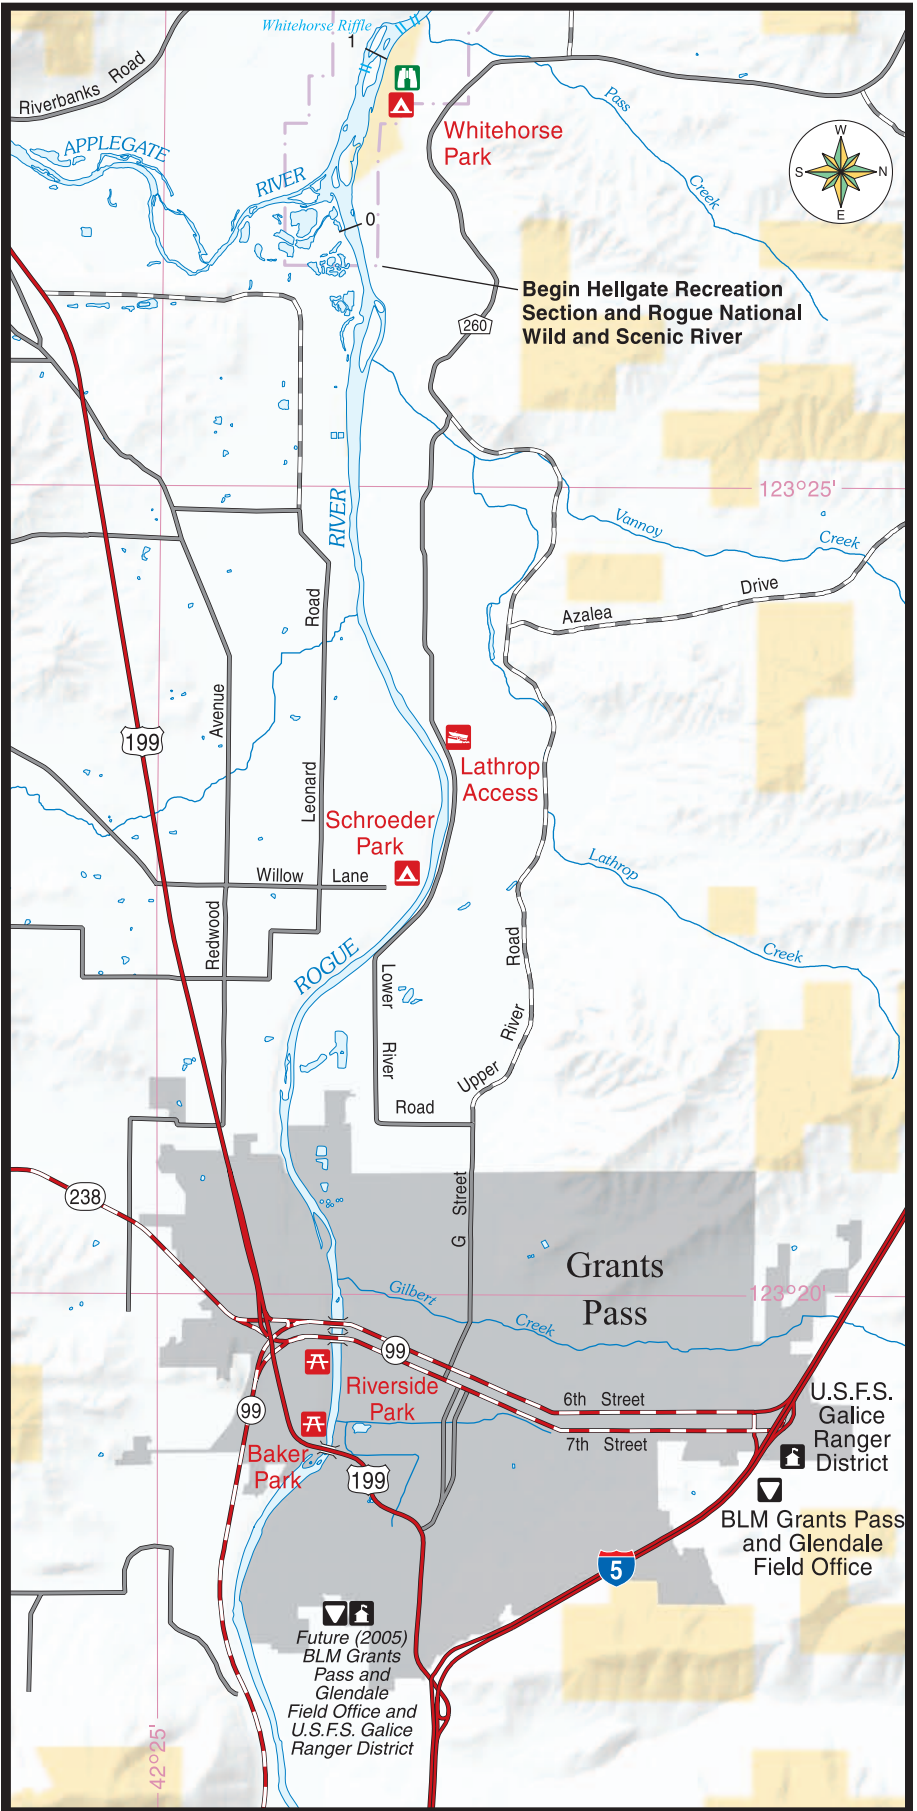 Whitehorse Riffle
1
Riverbanks Road
APPLEGATE
RIVER
Whitehorse
Park
Pass
Creek
W
S
N
E
0
Begin Hellgate Recreation
Section and Rogue National
Wild and Scenic River
260
123°25'
RIVER
Vannoy
Creek
Road
Azalea
Drive
Avenue
199
Leonard
Lathrop
Access
Schroeder
Park
Willow Lane
Lathrop
Creek
Redwood
ROGUE
Lower
River
Road
Road
River
Upper
238
G Street
Grants
Pass
123°20'
Gilbert
Creek
99
Riverside
Park
99
6th Street
7th Street
U.S.F.S.
Galice
Ranger
District
Baker
Park
199
BLM Grants Pass
and Glendale
Field Office
5
Future (2005)
BLM Grants
Pass and
Glendale
Field Office and
U.S.F.S. Galice
Ranger District
42°25'